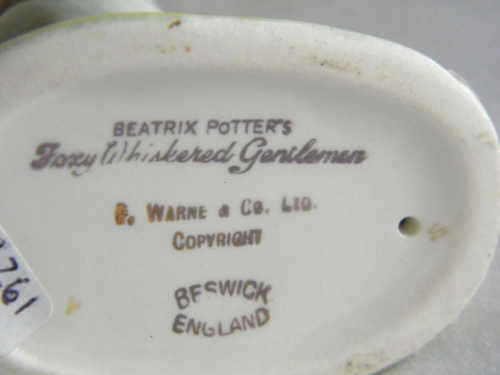 BEATRIX POTTER'S
Foxy Whiskered Gentleman
F. WARNE & CO. LTD.
COPYRIGHT
BESWICK
ENGLAND